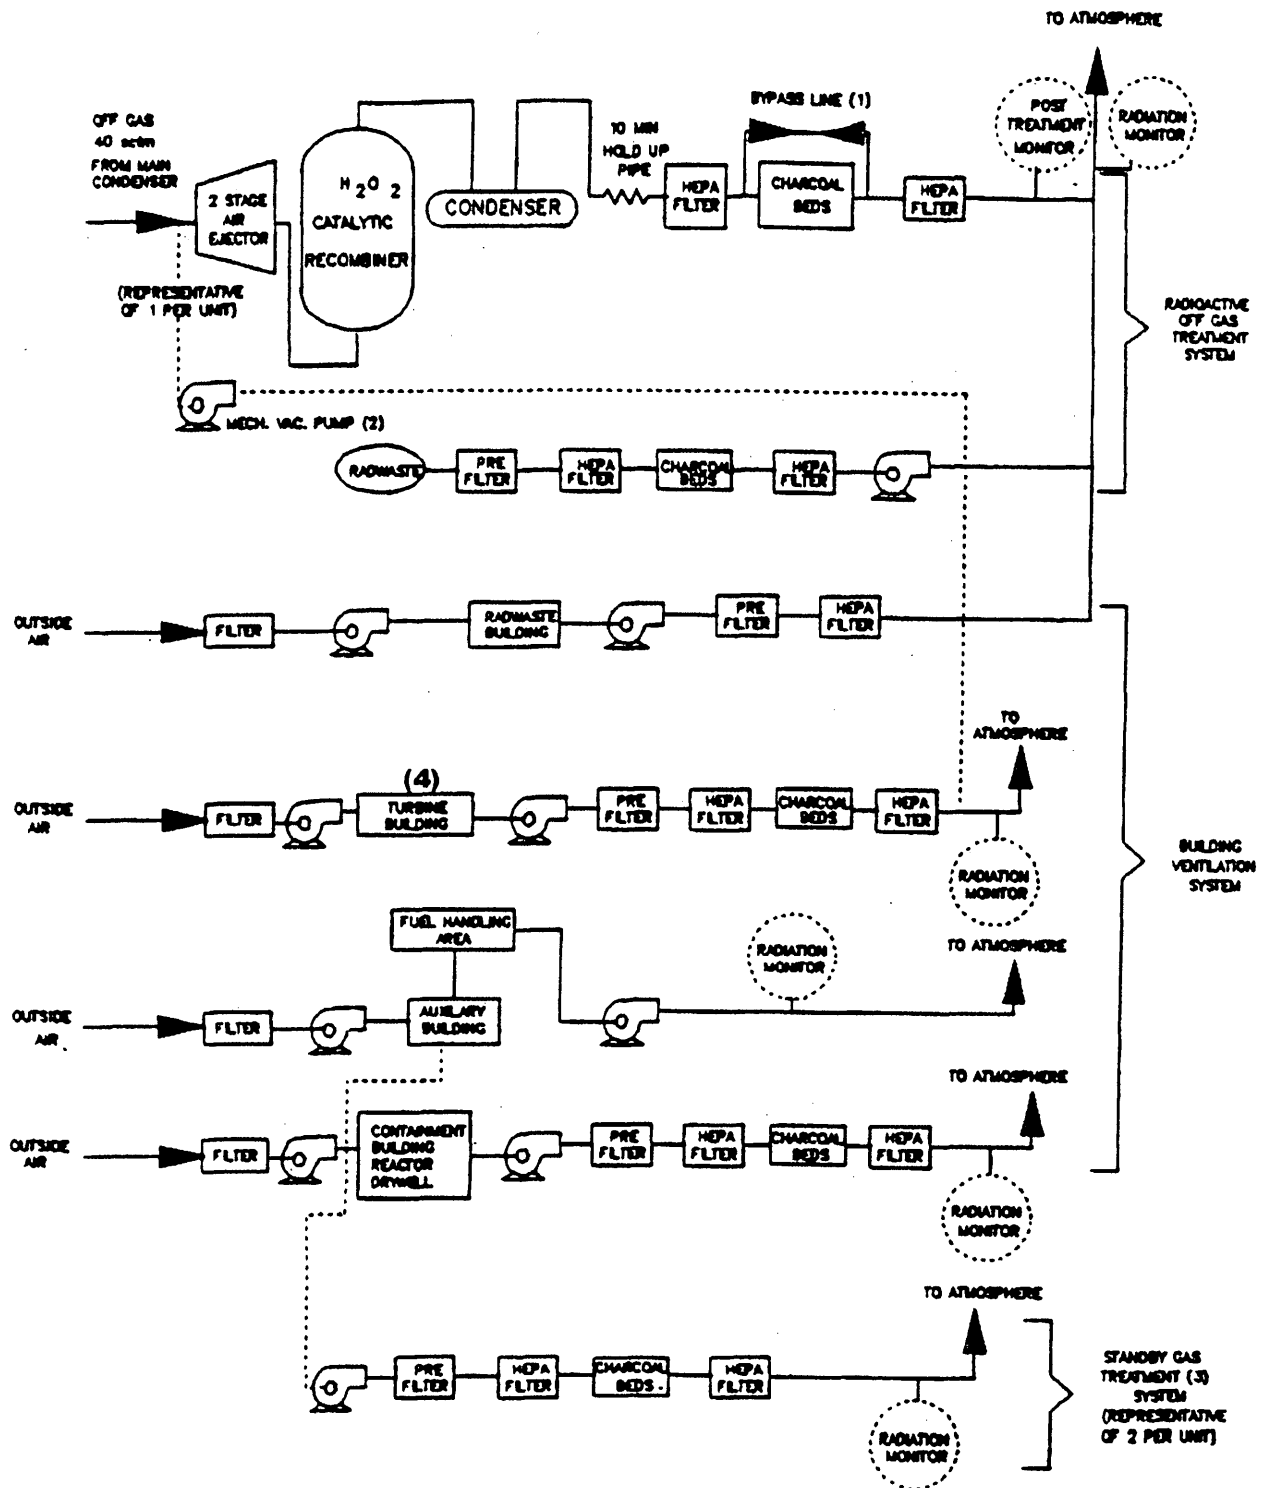 TO ATMOSPHERE
OFF GAS
40 scfm
FROM MAIN
CONDENSER
2 STAGE
AIR
EJECTOR
(REPRESENTATIVE
OF 1 PER UNIT)
H2O 2
CATALYTIC
RECOMBINER
CONDENSER
10 MIN
HOLD UP
PIPE
HEPA
FILTER
BYPASS LINE (1)
CHARCOAL
BEDS
HEPA
FILTER
POST
TREATMENT
MONITOR
RADIATION
MONITOR
RADIOACTIVE
OFF GAS
TREATMENT
SYSTEM
MECH. VAC. PUMP (2)
RADWASTE
PRE
FILTER
HEPA
FILTER
CHARCOAL
BEDS
HEPA
FILTER
OUTSIDE
AIR
FILTER
RADWASTE
BUILDING
PRE
FILTER
HEPA
FILTER
TO
ATMOSPHERE
OUTSIDE
AIR
FILTER
(4)
TURBINE
BUILDING
PRE
FILTER
HEPA
FILTER
CHARCOAL
BEDS
HEPA
FILTER
RADIATION
MONITOR
BUILDING
VENTILATION
SYSTEM
FUEL HANDLING
AREA
RADIATION
MONITOR
TO ATMOSPHERE
OUTSIDE
AIR
FILTER
AUXILARY
BUILDING
TO ATMOSPHERE
OUTSIDE
AIR
FILTER
CONTAINMENT
BUILDING
REACTOR
DRYWELL
PRE
FILTER
HEPA
FILTER
CHARCOAL
BEDS
HEPA
FILTER
RADIATION
MONITOR
TO ATMOSPHERE
PRE
FILTER
HEPA
FILTER
CHARCOAL
BEDS.
HEPA
FILTER
RADIATION
MONITOR
STANDBY GAS
TREATMENT (3)
SYSTEM
(REPRESENTATIVE
OF 2 PER UNIT)